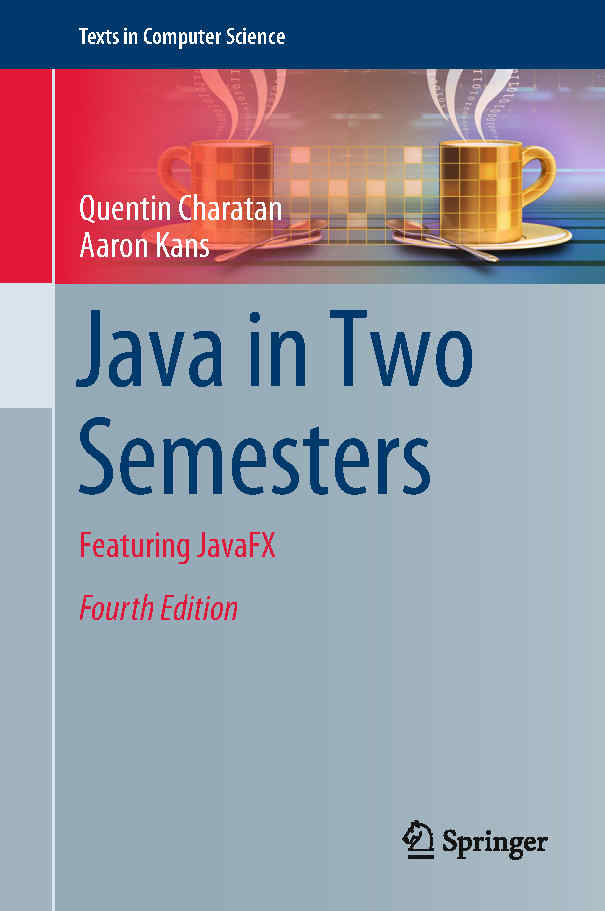 Texts in Computer Science
Quentin Charatan
Aaron Kans
Java in Two
Semesters
Featuring JavaFX
Fourth Edition
Springer